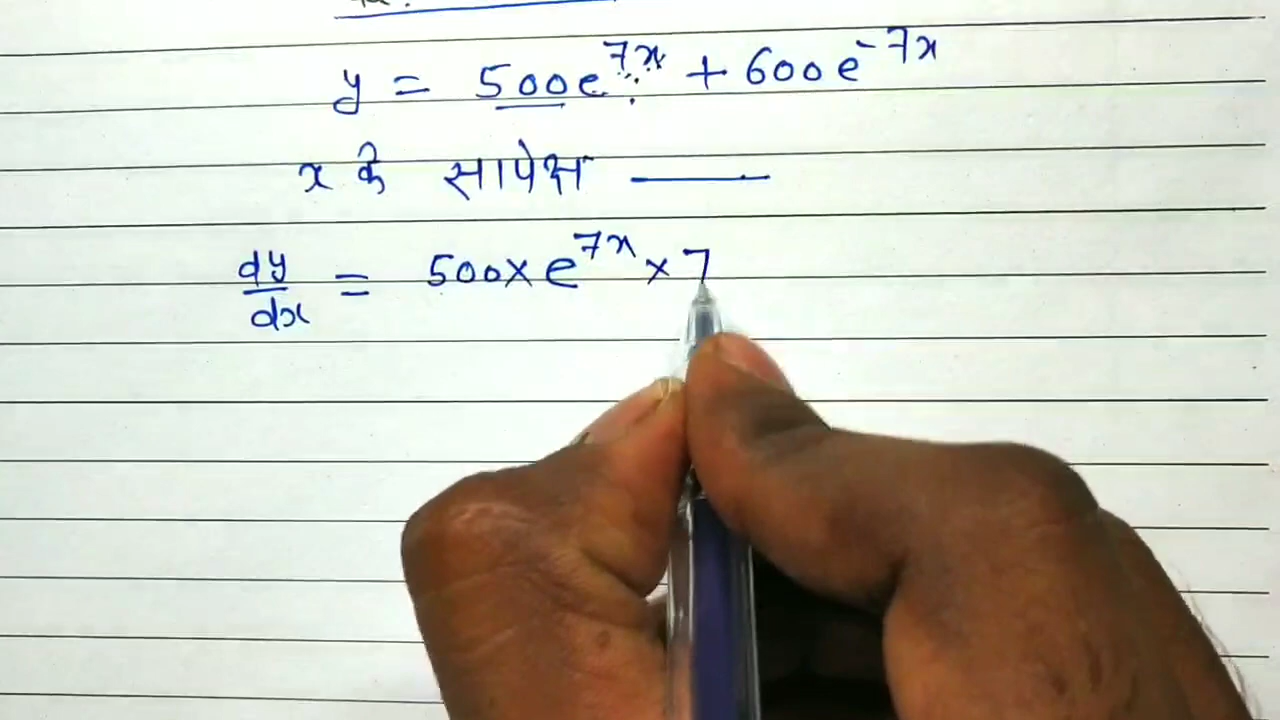 y = 500e^7x + 600e^-7x
x के सापेक्ष ——
dy/dx = 500×e^7x×7